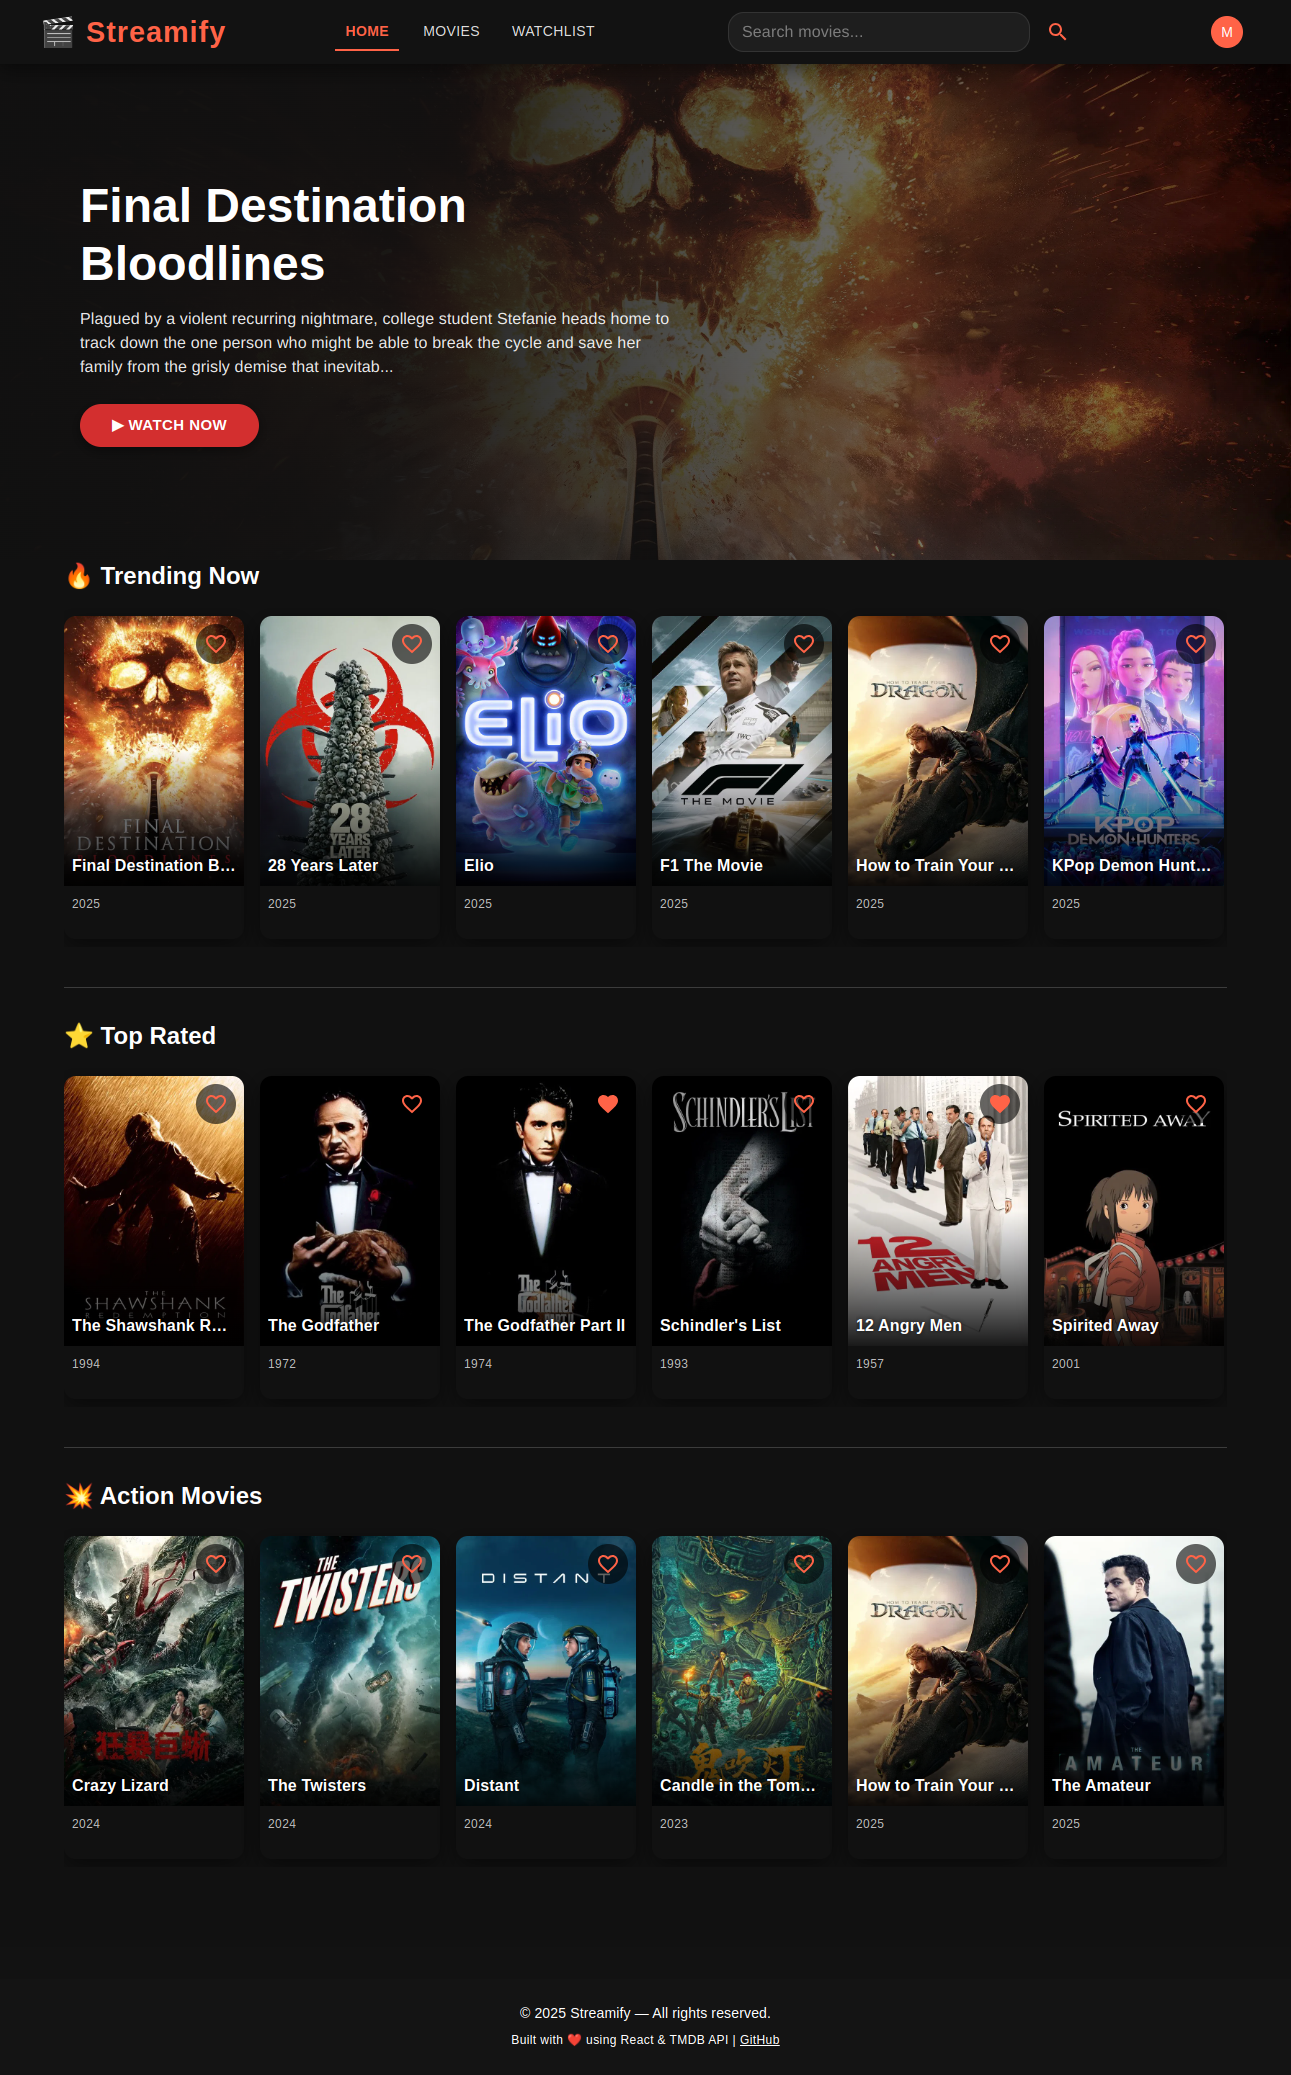 🎬 Streamify
HOME
MOVIES
WATCHLIST
Search movies...
M
Final Destination
Bloodlines
Plagued by a violent recurring nightmare, college student Stefanie heads home to
track down the one person who might be able to break the cycle and save her
family from the grisly demise that inevitab...
▶ WATCH NOW
🔥 Trending Now
FINAL
DESTINATION
Final Destination B...
2025
28
YEARS
LATER
28 Years Later
2025
ELIO
Elio
2025
F1
THE MOVIE
F1 The Movie
2025
HOW TO TRAIN YOUR
DRAGON
How to Train Your ...
2025
KPOP
DEMON HUNTERS
KPop Demon Hunt...
2025
⭐ Top Rated
THE
SHAWSHANK
REDEMPTION
The Shawshank R...
1994
The
Godfather
The Godfather
1972
The
Godfather
PART II
The Godfather Part II
1974
SCHINDLER'S LIST
Schindler's List
1993
12
ANGRY
MEN
12 Angry Men
1957
SPIRITED AWAY
Spirited Away
2001
💥 Action Movies
狂暴巨蜥
Crazy Lizard
2024
THE
TWISTERS
The Twisters
2024
DISTANT
Distant
2024
鬼吹灯
Candle in the Tom...
2023
HOW TO TRAIN YOUR
DRAGON
How to Train Your ...
2025
THE
AMATEUR
The Amateur
2025
© 2025 Streamify — All rights reserved.
Built with ❤️ using React & TMDB API | GitHub